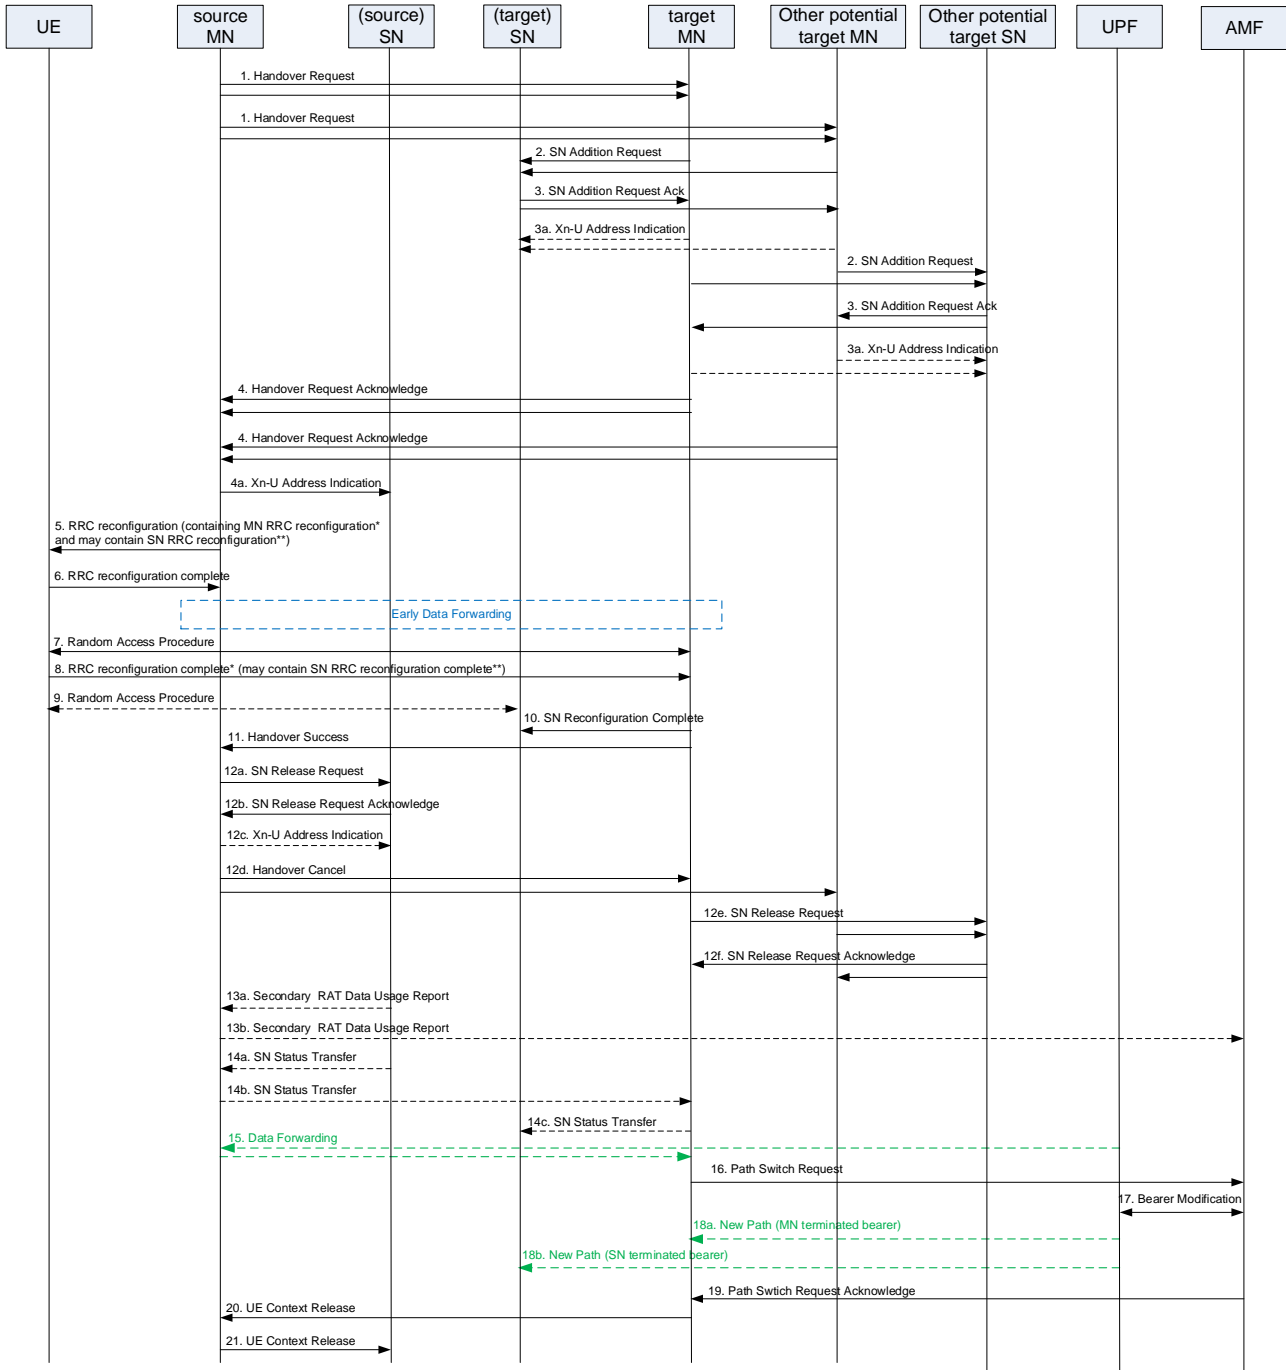 UE
source
MN
(source)
SN
(target)
SN
target
MN
Other potential
target MN
Other potential
target SN
UPF
AMF
1. Handover Request
1. Handover Request
2. SN Addition Request
3. SN Addition Request Ack
3a. Xn-U Address Indication
2. SN Addition Request
3. SN Addition Request Ack
3a. Xn-U Address Indication
4. Handover Request Acknowledge
4. Handover Request Acknowledge
4a. Xn-U Address Indication
5. RRC reconfiguration (containing MN RRC reconfiguration*
and may contain SN RRC reconfiguration**)
6. RRC reconfiguration complete
Early Data Forwarding
7. Random Access Procedure
8. RRC reconfiguration complete* (may contain SN RRC reconfiguration complete**)
9. Random Access Procedure
10. SN Reconfiguration Complete
11. Handover Success
12a. SN Release Request
12b. SN Release Request Acknowledge
12c. Xn-U Address Indication
12d. Handover Cancel
12e. SN Release Request
12f. SN Release Request Acknowledge
13a. Secondary RAT Data Usage Report
13b. Secondary RAT Data Usage Report
14a. SN Status Transfer
14b. SN Status Transfer
14c. SN Status Transfer
15. Data Forwarding
16. Path Switch Request
17. Bearer Modification
18a. New Path (MN terminated bearer)
18b. New Path (SN terminated bearer)
19. Path Swtich Request Acknowledge
20. UE Context Release
21. UE Context Release